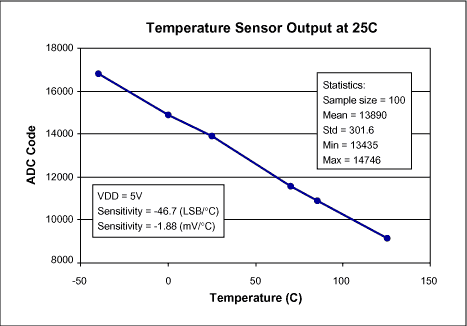 Temperature Sensor Output at 25C
18000
16000
14000
12000
10000
8000
ADC Code
Statistics:
Sample size = 100
Mean = 13890
Std = 301.6
Min = 13435
Max = 14746
VDD = 5V
Sensitivity = -46.7 (LSB/°C)
Sensitivity = -1.88 (mV/°C)
-50 0 50 100 150
Temperature (C)